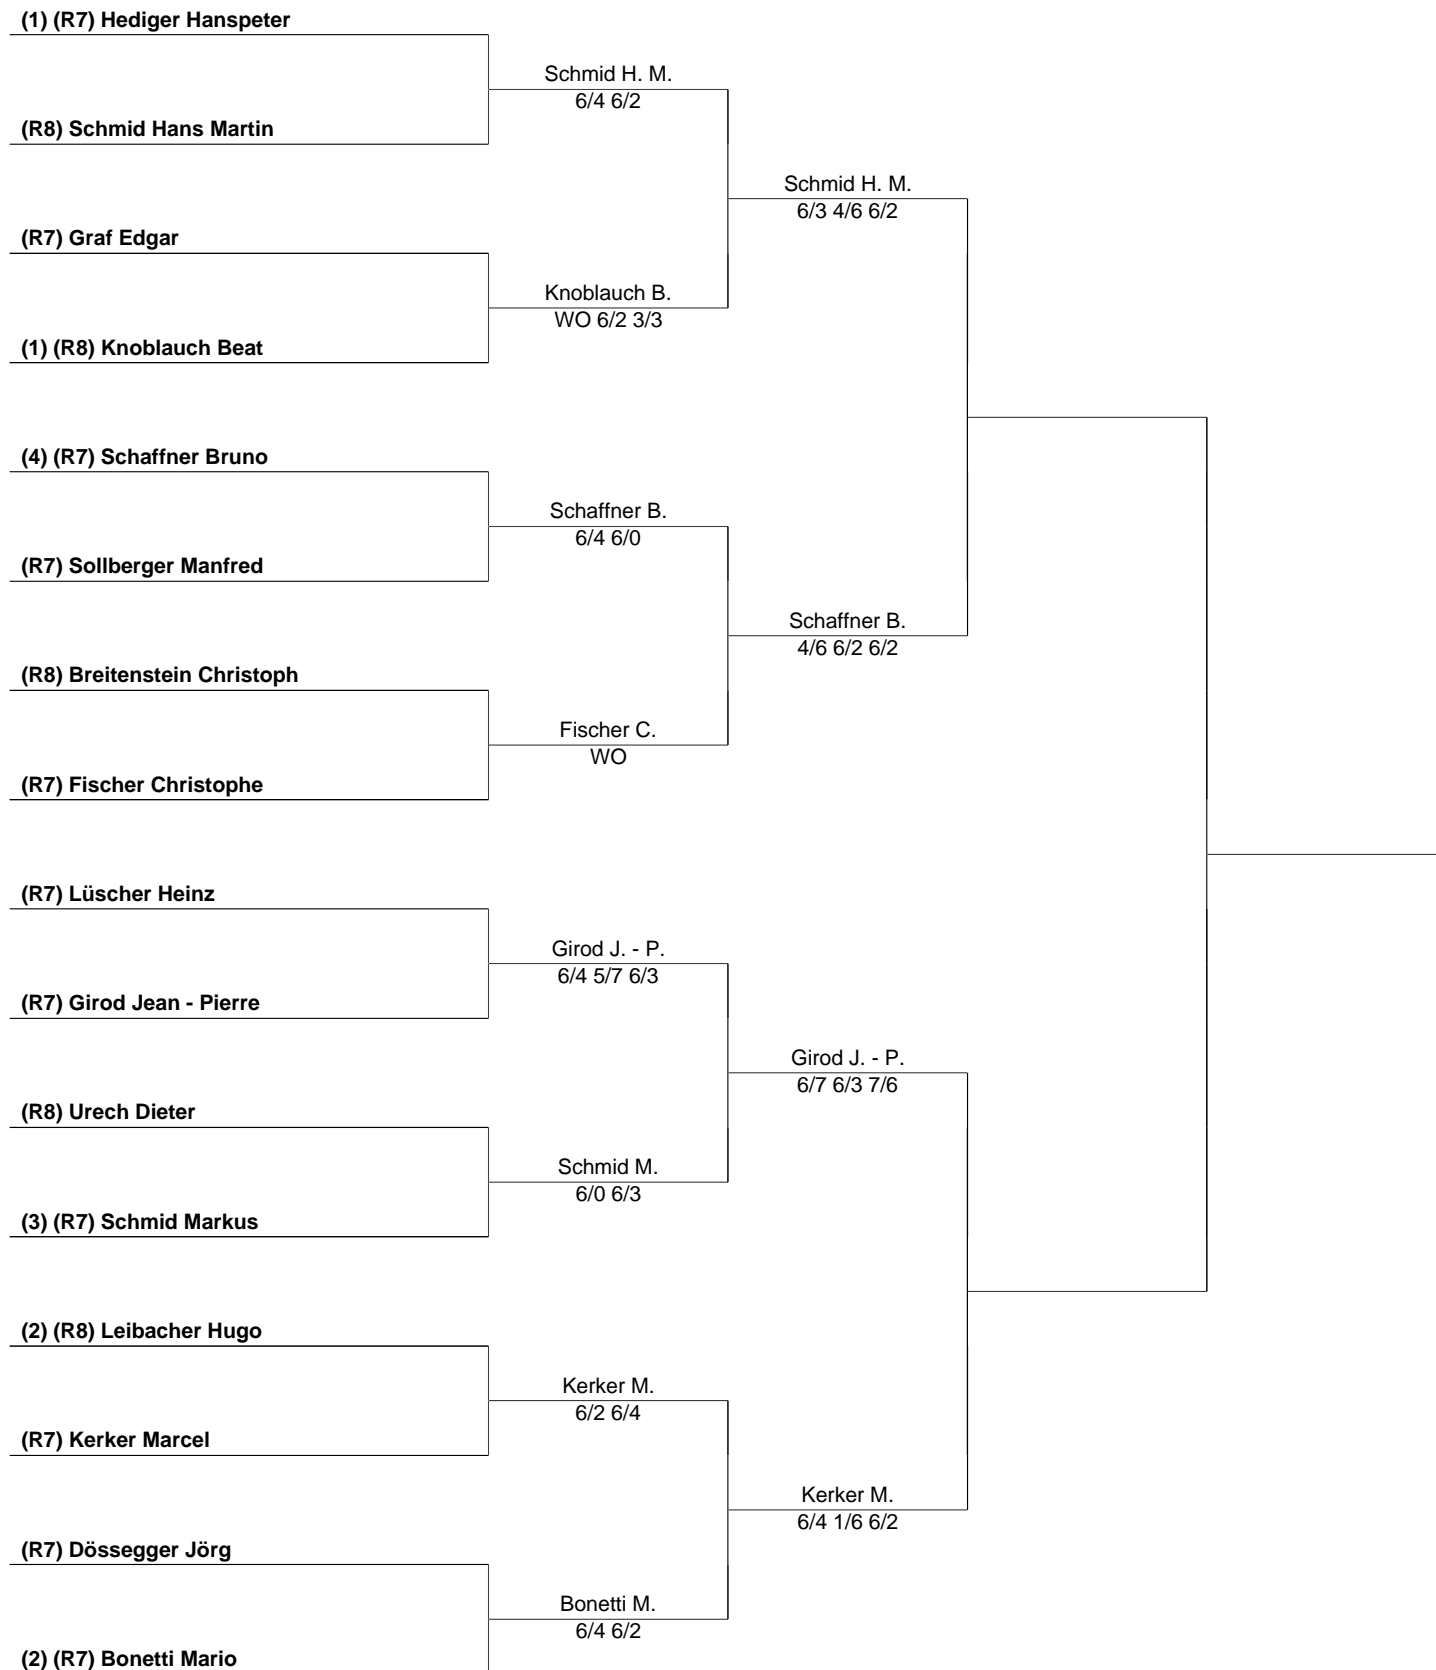 (1) (R7) Hediger Hanspeter
Schmid H. M.
6/4 6/2
(R8) Schmid Hans Martin
Schmid H. M.
6/3 4/6 6/2
(R7) Graf Edgar
Knoblauch B.
WO 6/2 3/3
(1) (R8) Knoblauch Beat
(4) (R7) Schaffner Bruno
Schaffner B.
6/4 6/0
(R7) Sollberger Manfred
Schaffner B.
4/6 6/2 6/2
(R8) Breitenstein Christoph
Fischer C.
WO
(R7) Fischer Christophe
(R7) Lüscher Heinz
Girod J. - P.
6/4 5/7 6/3
(R7) Girod Jean - Pierre
Girod J. - P.
6/7 6/3 7/6
(R8) Urech Dieter
Schmid M.
6/0 6/3
(3) (R7) Schmid Markus
(2) (R8) Leibacher Hugo
Kerker M.
6/2 6/4
(R7) Kerker Marcel
Kerker M.
6/4 1/6 6/2
(R7) Dössegger Jörg
Bonetti M.
6/4 6/2
(2) (R7) Bonetti Mario